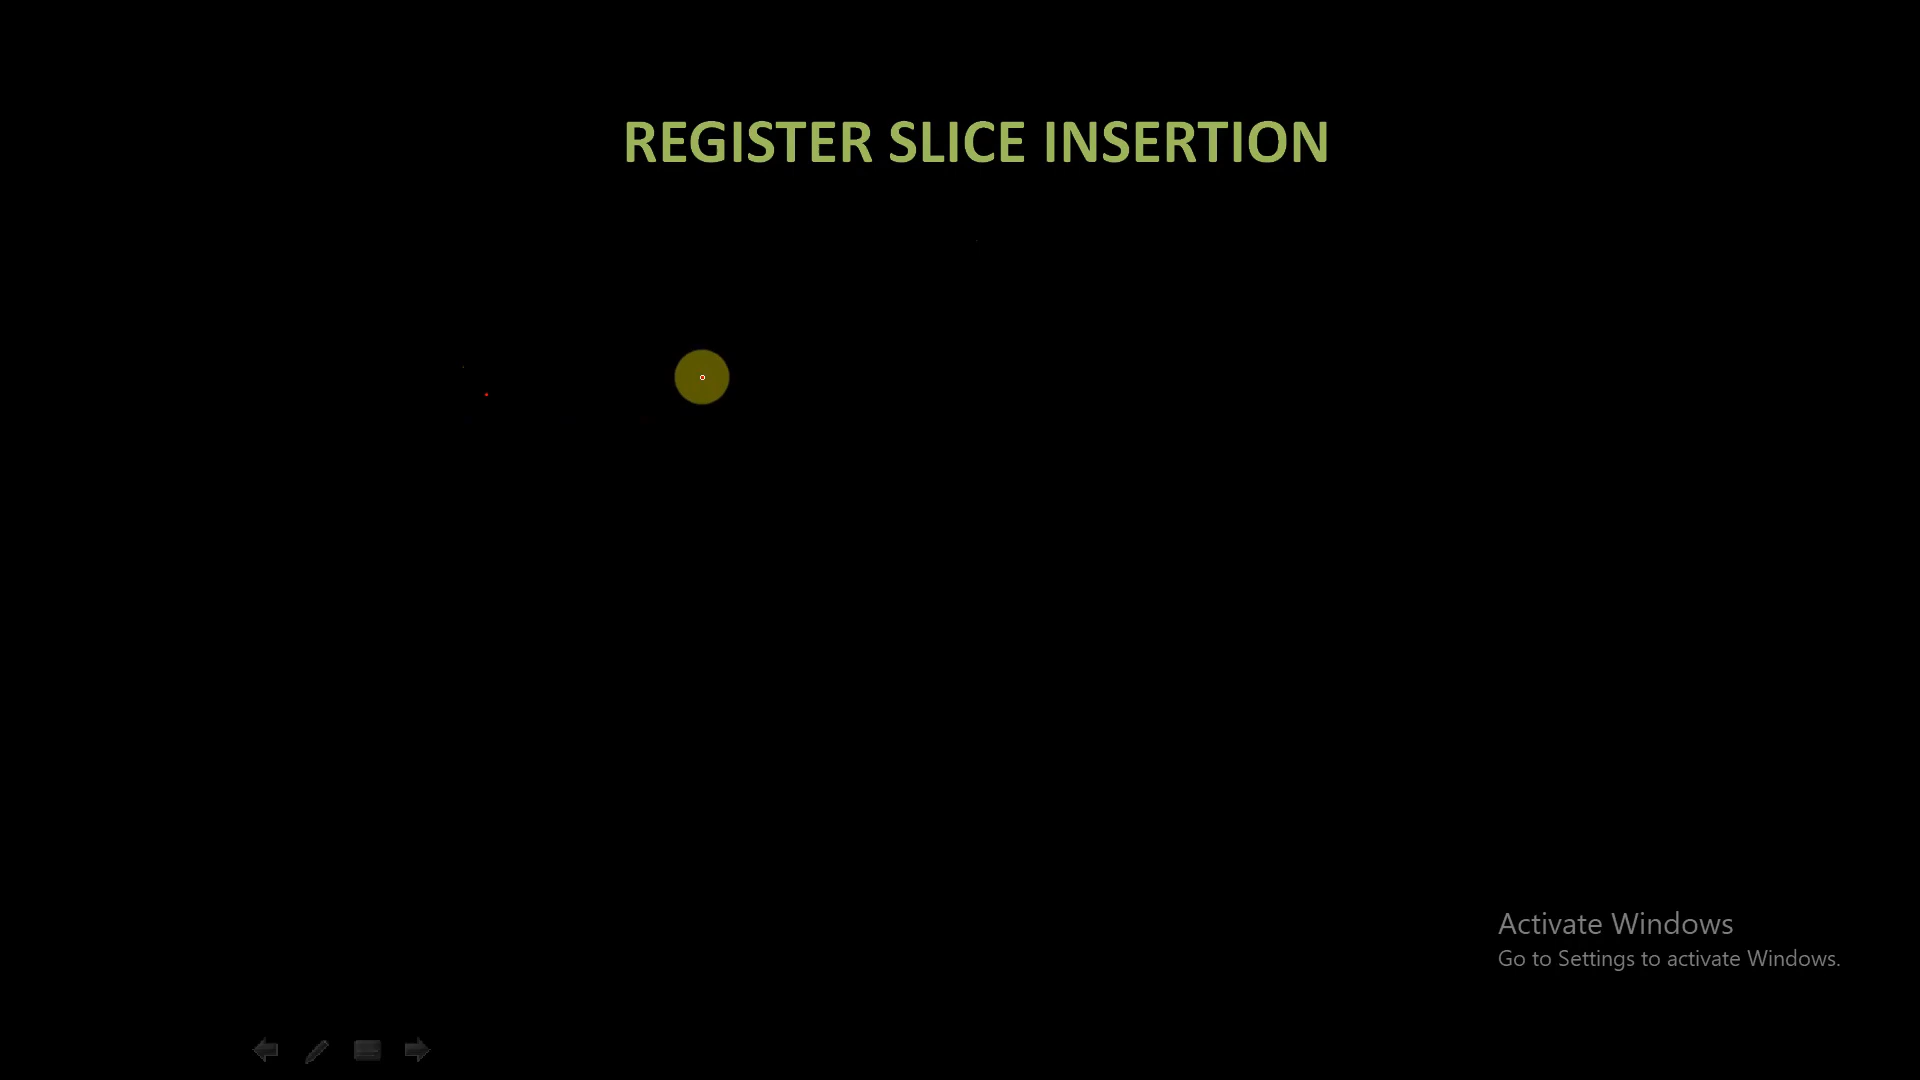 REGISTER SLICE INSERTION
Activate Windows
Go to Settings to activate Windows.